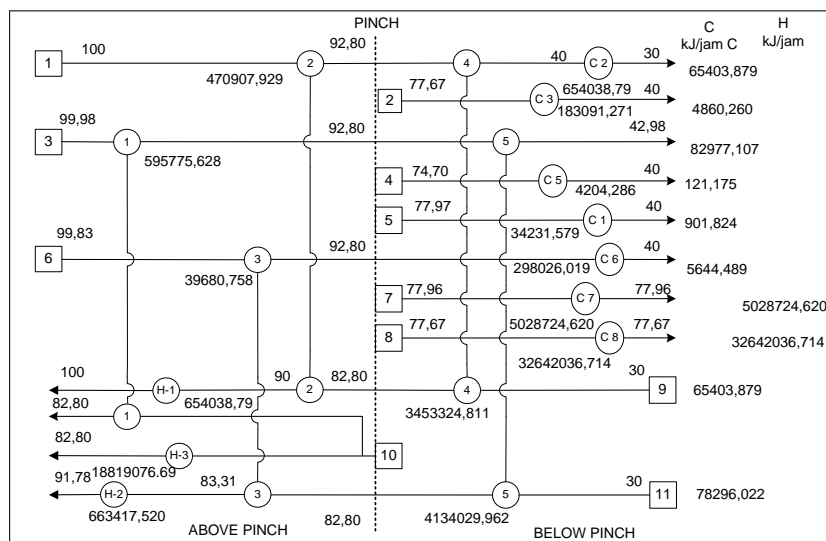 PINCH
C H
kJ/jam C kJ/jam
100 92,80 40 30
1 2 4 C 2
470907,929 654038,79 65403,879
77,67 40
2 C 3
183091,271 4860,260
99,98 92,80 42,98
3 1 5
595775,628 82977,107
74,70 40
4 C 5
4204,286 121,175
77,97 40
5 C 1
34231,579 901,824
99,83 92,80 40
6 3 C 6
39680,758 298026,019 5644,489
77,96 77,96
7 C 7
5028724,620 5028724,620
77,67 77,67
8 C 8
32642036,714 32642036,714
100 90 82,80 30
H-1 2 4 9
654038,79 3453324,811 65403,879
82,80
1
82,80
H-3 10
18819076.69
91,78 83,31 30
H-2 3 5 11
663417,520 82,80 4134029,962 78296,022
ABOVE PINCH BELOW PINCH